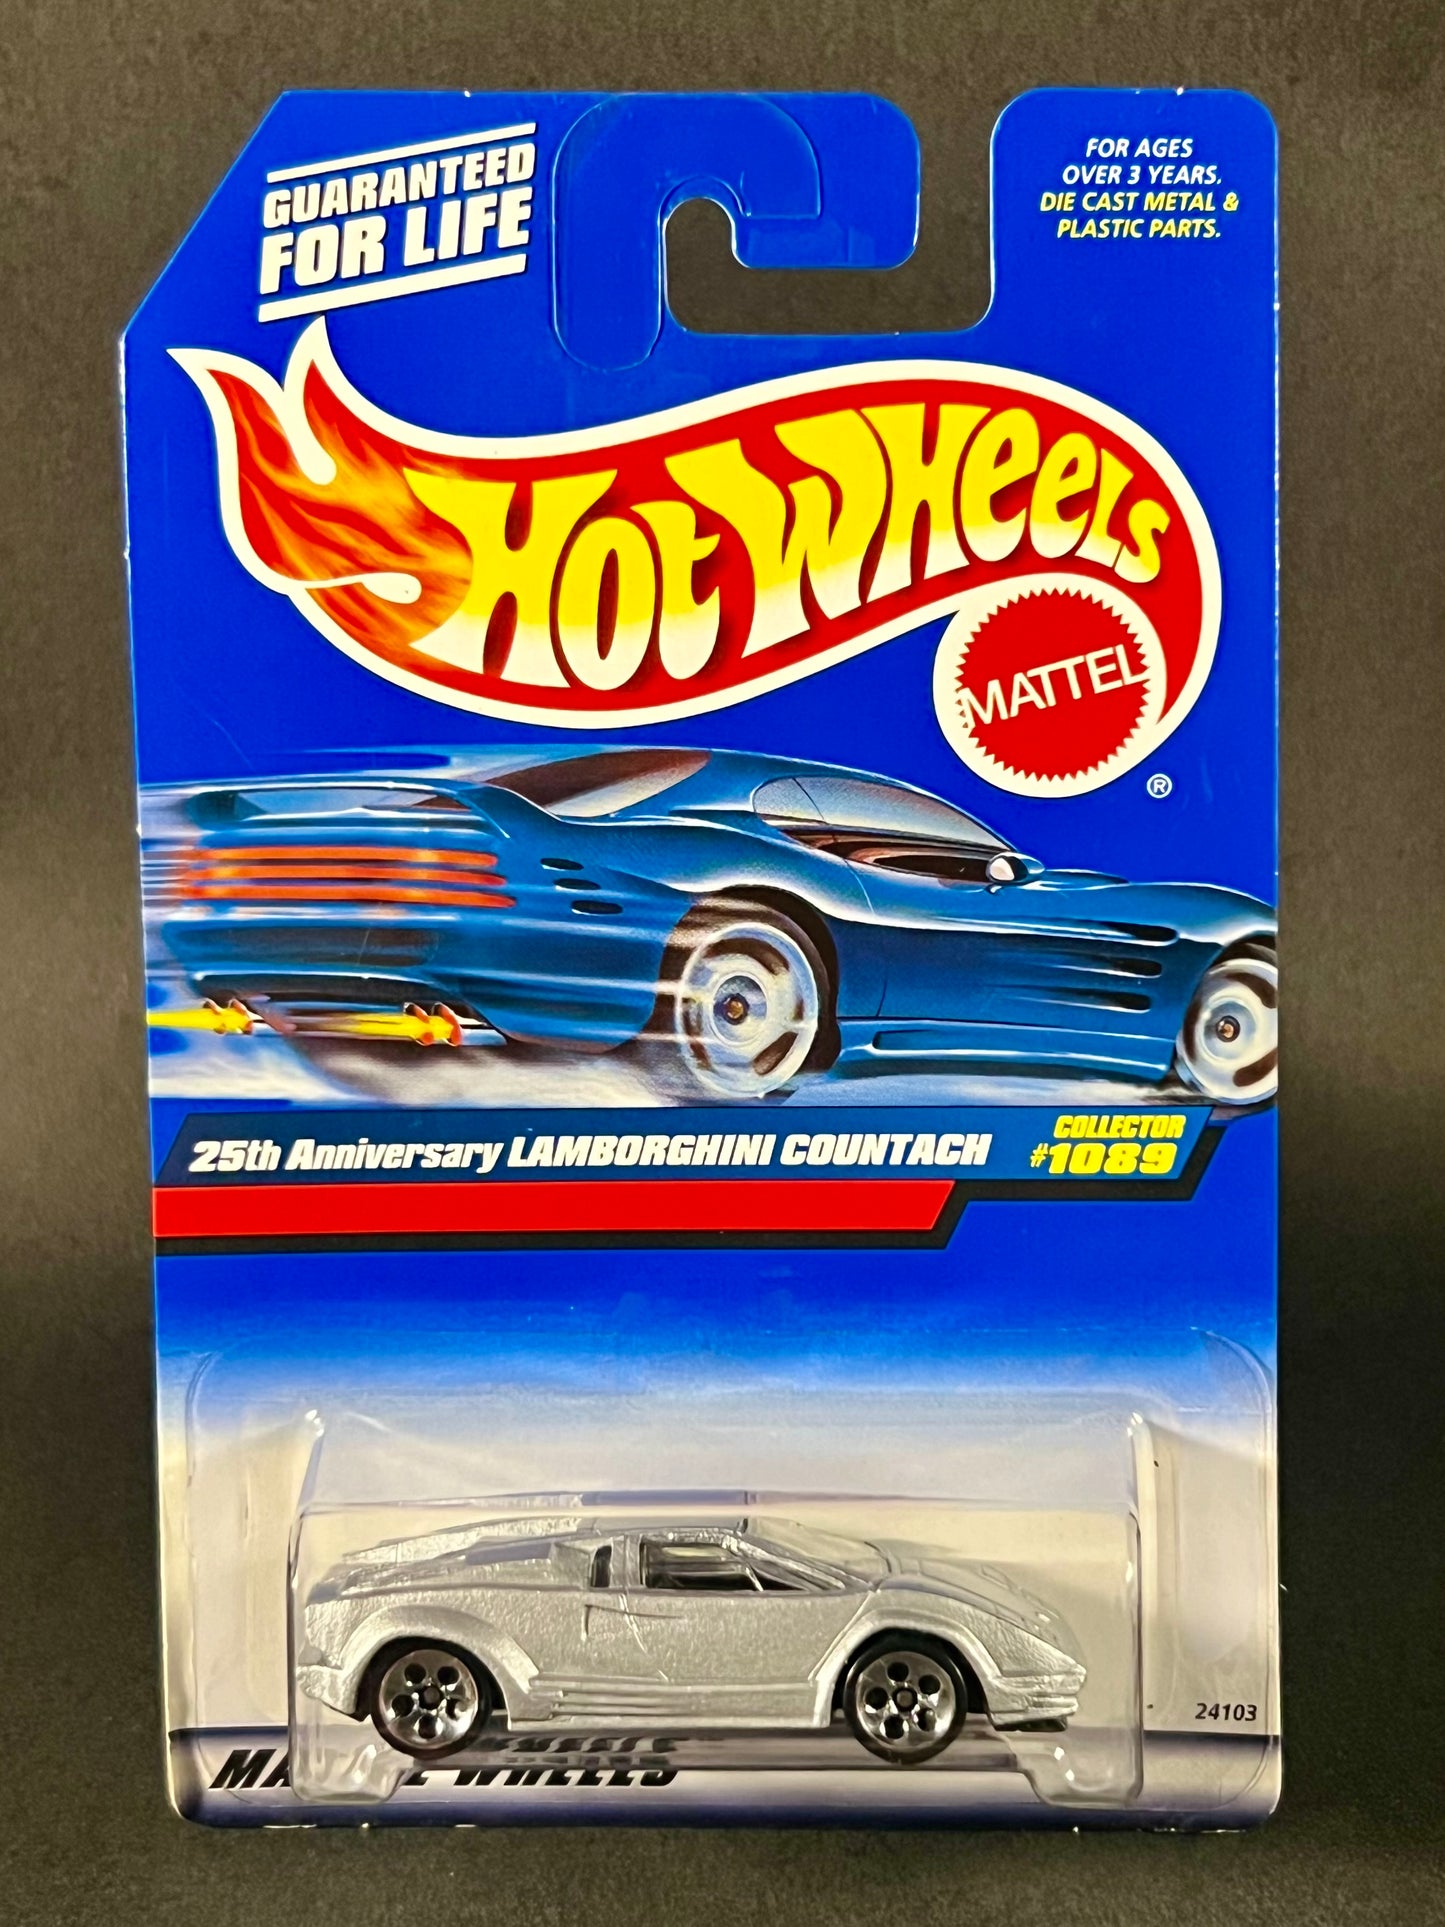 GUARANTEED
FOR LIFE
FOR AGES
OVER 3 YEARS.
DIE CAST METAL &
PLASTIC PARTS.
HOT WHEELS
MATTEL
®
25th Anniversary LAMBORGHINI COUNTACH
COLLECTOR
#1089
24103
WHEELS